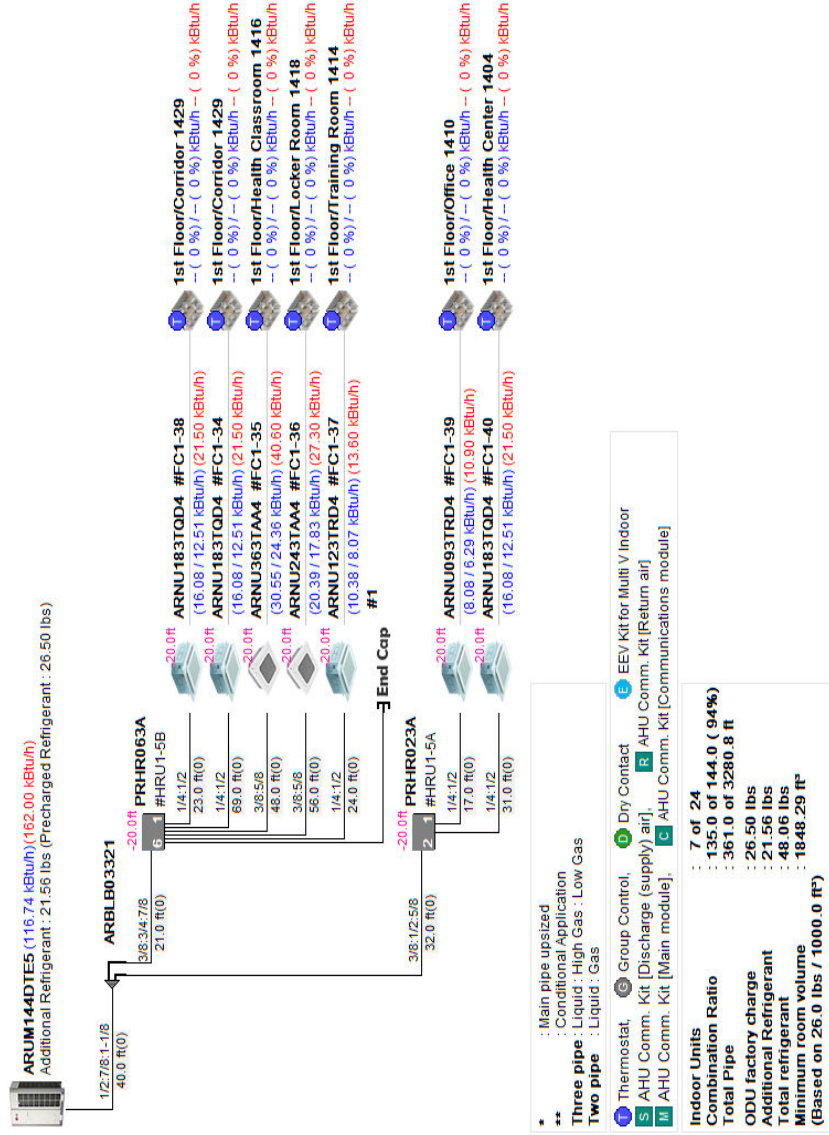 ARUM144DTE5 (116.74 kBtu/h)(162.00 kBtu/h)
Additional Refrigerant : 21.56 lbs (Precharged Refrigerant : 26.50 lbs)
1/2:7/8:1-1/8
40.0 ft(0)
ARBLB03321
3/8:3/4:7/8
21.0 ft(0)
-20.0ft
PRHR063A
#HRU1-5B
6 1
1/4:1/2
23.0 ft(0)
-20.0ft
ARNU183TQD4 #FC1-38
(16.08 / 12.51 kBtu/h) (21.50 kBtu/h)
T
1st Floor/Corridor 1429
-- ( 0 %) / -- ( 0 %) kBtu/h -- ( 0 %) kBtu/h
1/4:1/2
69.0 ft(0)
-20.0ft
ARNU183TQD4 #FC1-34
(16.08 / 12.51 kBtu/h) (21.50 kBtu/h)
T
1st Floor/Corridor 1429
-- ( 0 %) / -- ( 0 %) kBtu/h -- ( 0 %) kBtu/h
3/8:5/8
48.0 ft(0)
-20.0ft
ARNU363TAA4 #FC1-35
(30.55 / 24.36 kBtu/h) (40.60 kBtu/h)
T
1st Floor/Health Classroom 1416
-- ( 0 %) / -- ( 0 %) kBtu/h -- ( 0 %) kBtu/h
3/8:5/8
56.0 ft(0)
-20.0ft
ARNU243TAA4 #FC1-36
(20.39 / 17.83 kBtu/h) (27.30 kBtu/h)
T
1st Floor/Locker Room 1418
-- ( 0 %) / -- ( 0 %) kBtu/h -- ( 0 %) kBtu/h
1/4:1/2
24.0 ft(0)
-20.0ft
ARNU123TRD4 #FC1-37
(10.38 / 8.07 kBtu/h) (13.60 kBtu/h)
T
1st Floor/Training Room 1414
-- ( 0 %) / -- ( 0 %) kBtu/h -- ( 0 %) kBtu/h
#1
End Cap
3/8:1/2:5/8
32.0 ft(0)
-20.0ft
PRHR023A
#HRU1-5A
2 1
1/4:1/2
17.0 ft(0)
-20.0ft
ARNU093TRD4 #FC1-39
(8.08 / 6.29 kBtu/h) (10.90 kBtu/h)
T
1st Floor/Office 1410
-- ( 0 %) / -- ( 0 %) kBtu/h -- ( 0 %) kBtu/h
1/4:1/2
31.0 ft(0)
-20.0ft
ARNU183TQD4 #FC1-40
(16.08 / 12.51 kBtu/h) (21.50 kBtu/h)
T
1st Floor/Health Center 1404
-- ( 0 %) / -- ( 0 %) kBtu/h -- ( 0 %) kBtu/h
* : Main pipe upsized
** : Conditional Application
Three pipe : Liquid : High Gas : Low Gas
Two pipe : Liquid : Gas
T Thermostat, G Group Control, D Dry Contact E EEV Kit for Multi V Indoor
S AHU Comm. Kit [Discharge (supply) air], R AHU Comm. Kit [Return air]
M AHU Comm. Kit [Main module], C AHU Comm. Kit [Communications module]
Indoor Units : 7 of 24
Combination Ratio : 135.0 of 144.0 ( 94%)
Total Pipe : 361.0 of 3280.8 ft
ODU factory charge : 26.50 lbs
Additional Refrigerant : 21.56 lbs
Total refrigerant : 48.06 lbs
Minimum room volume : 1848.29 ft³
(Based on 26.0 lbs / 1000.0 ft³)